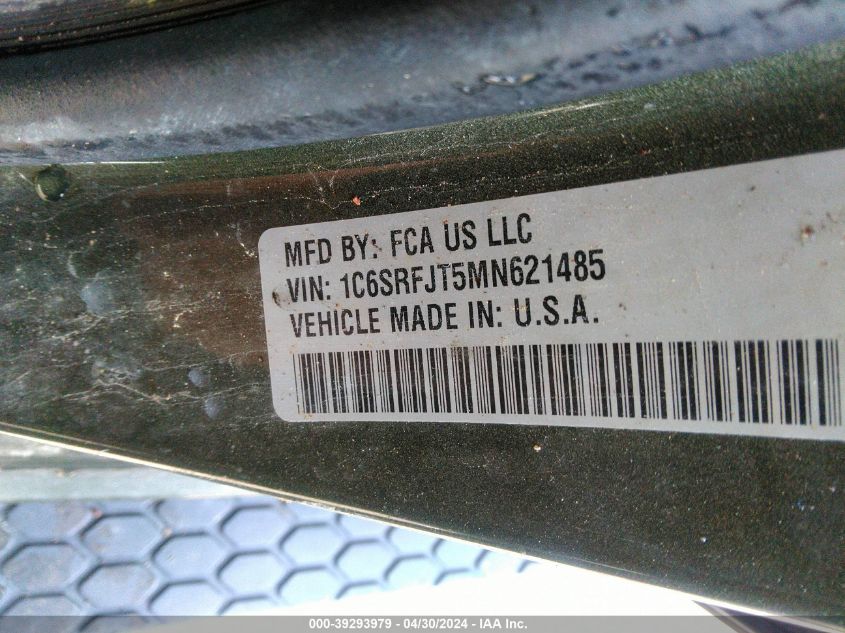 MFD BY: FCA US LLC
VIN: 1C6SRFJT5MN621485
VEHICLE MADE IN: U.S.A.
000-39293979 - 04/30/2024 - IAA Inc.